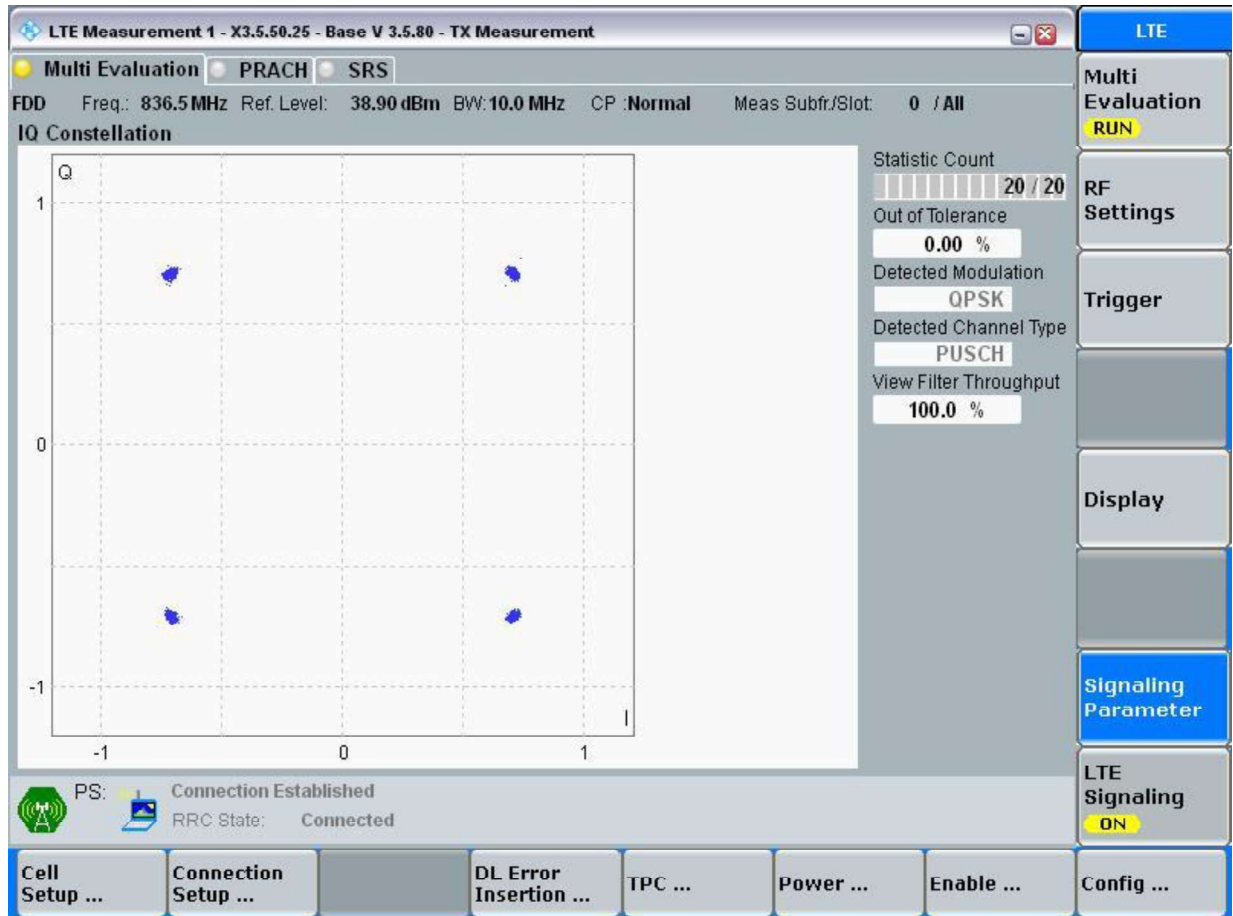 LTE Measurement 1 - X3.5.50.25 - Base V 3.5.80 - TX Measurement
LTE
Multi Evaluation PRACH SRS
FDD Freq.: 836.5 MHz Ref. Level: 38.90 dBm BW: 10.0 MHz CP :Normal Meas Subfr./Slot: 0 / All
IQ Constellation
Q
1
0
-1
-1 0 1
I
Statistic Count
20 / 20
Out of Tolerance
0.00 %
Detected Modulation
QPSK
Detected Channel Type
PUSCH
View Filter Throughput
100.0 %
Multi
Evaluation
RUN
RF
Settings
Trigger
Display
Signaling
Parameter
LTE
Signaling
ON
PS: Connection Established
RRC State: Connected
Cell
Setup ...
Connection
Setup ...
DL Error
Insertion ...
TPC ...
Power ...
Enable ...
Config ...